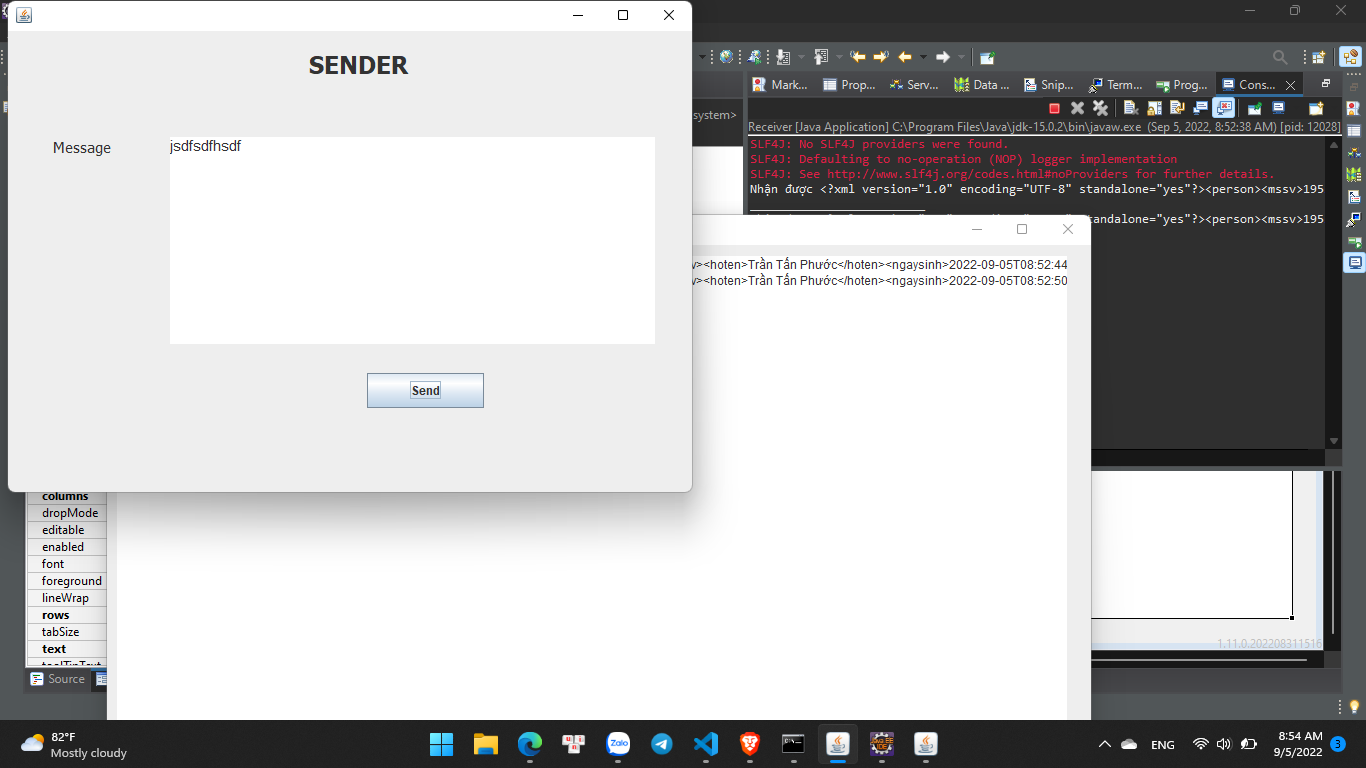 SENDER
Message
jsdfsdfhsdf
Send
system>
Mark...
Prop...
Serv...
Data ...
Snip...
Term...
Prog...
Cons...
Receiver [Java Application] C:\Program Files\Java\jdk-15.0.2\bin\javaw.exe (Sep 5, 2022, 8:52:38 AM) [pid: 12028]
SLF4J: No SLF4J providers were found.
SLF4J: Defaulting to no-operation (NOP) logger implementation
SLF4J: See http://www.slf4j.org/codes.html#noProviders for further details.
Nhận được <?xml version="1.0" encoding="UTF-8" standalone="yes"?><person><mssv>195
tandalone="yes"?><person><mssv>195
v><hoten>Trần Tấn Phước</hoten><ngaysinh>2022-09-05T08:52:44
v><hoten>Trần Tấn Phước</hoten><ngaysinh>2022-09-05T08:52:50
columns
dropMode
editable
enabled
font
foreground
lineWrap
rows
tabSize
text
toolTipText
1.11.0.202208311516
Source
82°F
Mostly cloudy
Zalo
Java EE
IDE
ENG
8:54 AM
9/5/2022
3